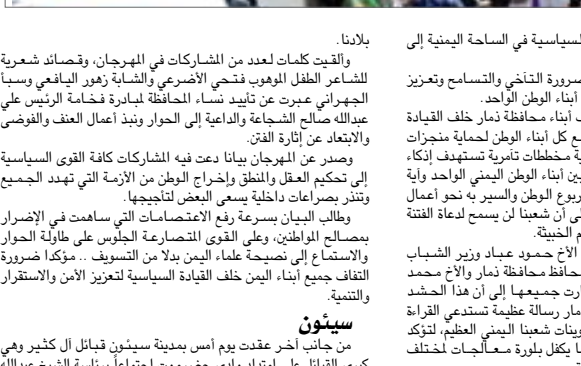 بلادنا.
وألقيت كلمات لعدد من المشاركات في المهرجان، وقصائد شعرية
للشاعر الطفل الموهوب فتحي الأضرعي والشابة زهور اليافعي وسبأ
الجهراني عبرت عن تأييد نساء المحافظة لمبادرة فخامة الرئيس علي
عبدالله صالح الشجاعة والداعية إلى الحوار ونبذ أعمال العنف والفوضى
والابتعاد عن إثارة الفتن.
وصدر عن المهرجان بيانا دعت فيه المشاركات كافة القوى السياسية
إلى تحكيم العقل والمنطق وإخراج الوطن من الأزمة التي تهدد الجميع
وتنذر بصراعات داخلية يسعى البعض لتأجيجها.
وطالب البيان بسرعة رفع الاعتصامات التي ساهمت في الإضرار
بمصالح المواطنين، وعلى القوى المتصارعة الجلوس على طاولة الحوار
والاستماع إلى نصيحة علماء اليمن بدلا من التسويف .. مؤكدا ضرورة
التفاف جميع أبناء اليمن خلف القيادة السياسية لتعزيز الأمن والاستقرار
والتنمية.
سيئون
من جانب آخر عقدت يوم أمس بمدينة سيئون قبائل آل كثير وهي
السياسية في الساحة اليمنية إلى
ضرورة التآخي والتسامح وتعزيز
أبناء الوطن الواحد.
أبناء محافظة ذمار خلف القيادة
مع كل أبناء الوطن لحماية منجزات
مخططات تآمرية تستهدف إذكاء
بين أبناء الوطن اليمني الواحد وأية
ربوع الوطن والسير به نحو أعمال
أن شعبنا لن يسمح لدعاة الفتنة
الخبيثة.
الأخ حمود عباد وزير الشباب
محافظ محافظة ذمار والأخ محمد
جميعها إلى أن هذا الحشد
ذمار رسالة عظيمة تستدعي القراءة
شعبنا اليمني العظيم، لتؤكد
يكفل بلورة معالجات لمختلف